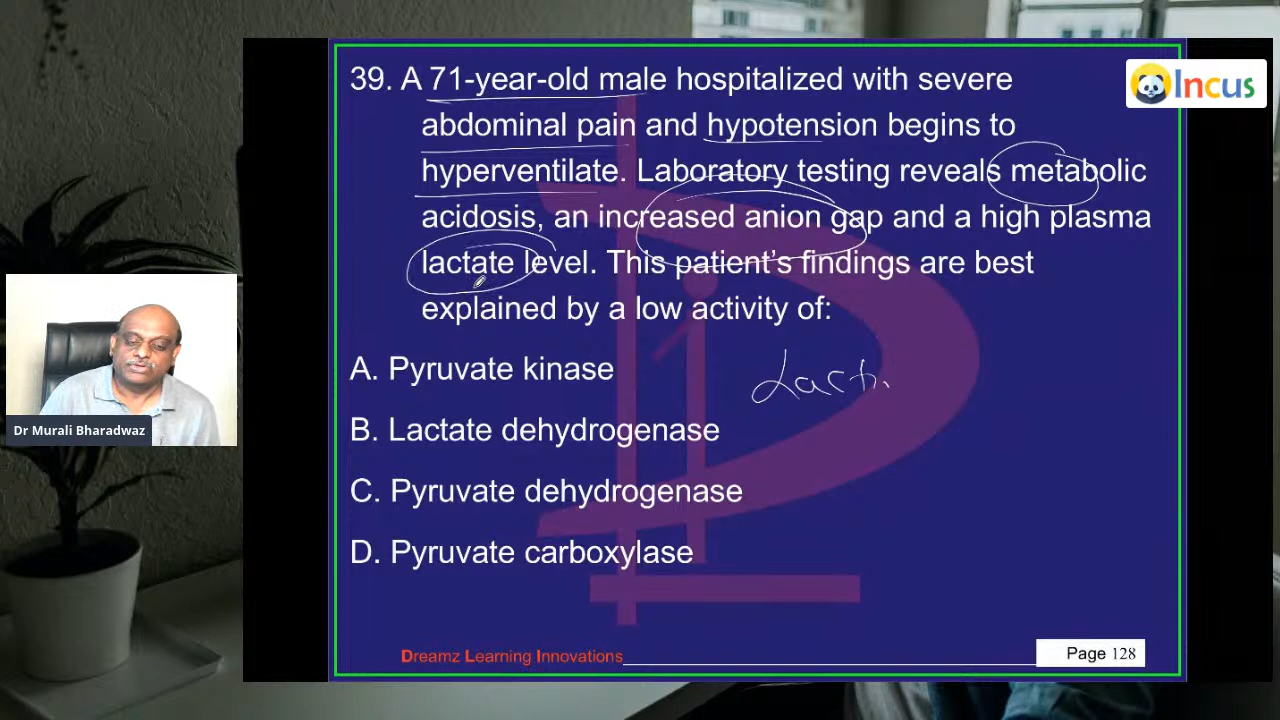 39. A 71-year-old male hospitalized with severe
abdominal pain and hypotension begins to
hyperventilate. Laboratory testing reveals metabolic
acidosis, an increased anion gap and a high plasma
lactate level. This patient's findings are best
explained by a low activity of:
A. Pyruvate kinase
Lact.
B. Lactate dehydrogenase
C. Pyruvate dehydrogenase
D. Pyruvate carboxylase
Dreamz Learning Innovations
Page 128
Incus
Dr Murali Bharadwaz